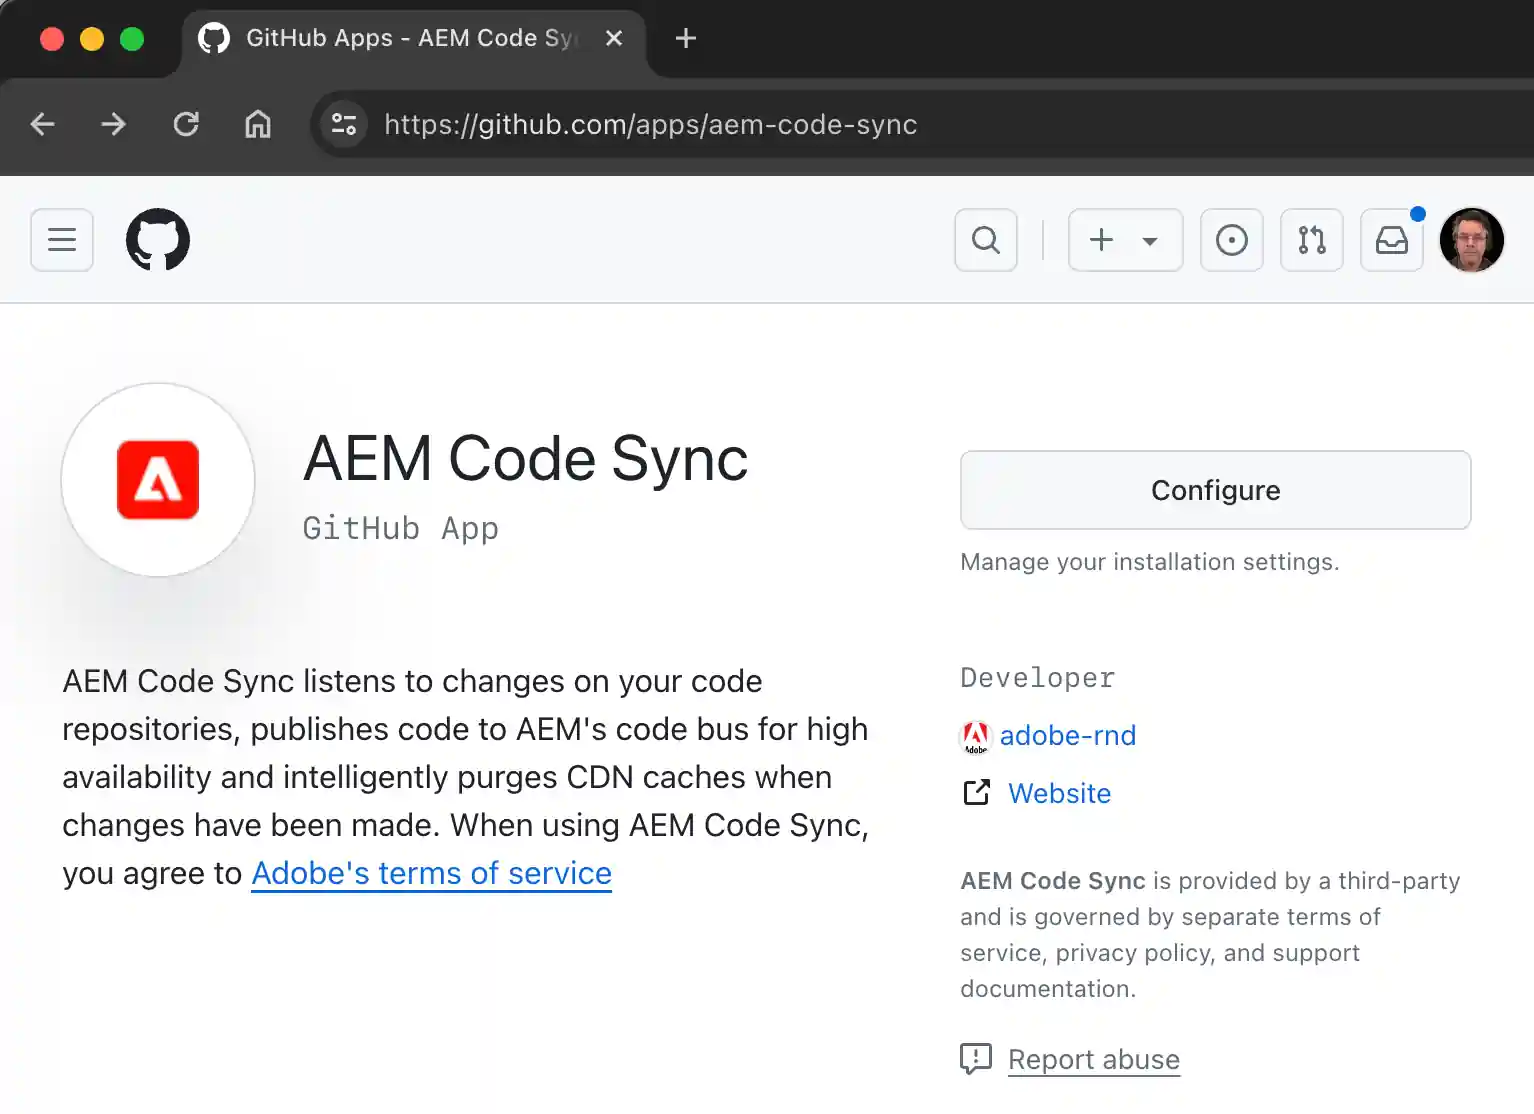 GitHub Apps - AEM Code Sy
https://github.com/apps/aem-code-sync
AEM Code Sync
GitHub App
Configure
Manage your installation settings.
AEM Code Sync listens to changes on your code
repositories, publishes code to AEM's code bus for high
availability and intelligently purges CDN caches when
changes have been made. When using AEM Code Sync,
you agree to Adobe's terms of service
Developer
Adobe
adobe-rnd
Website
AEM Code Sync is provided by a third-party
and is governed by separate terms of
service, privacy policy, and support
documentation.
Report abuse